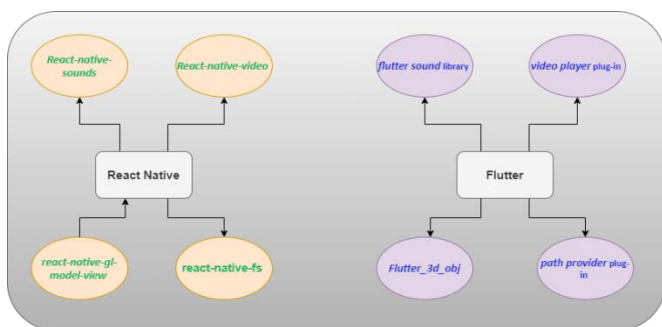 React-native-
sounds
React-native-video
flutter sound library
video player plug-in
React Native
Flutter
react-native-gl-
model-view
react-native-fs
Flutter_3d_obj
path provider plug-
in